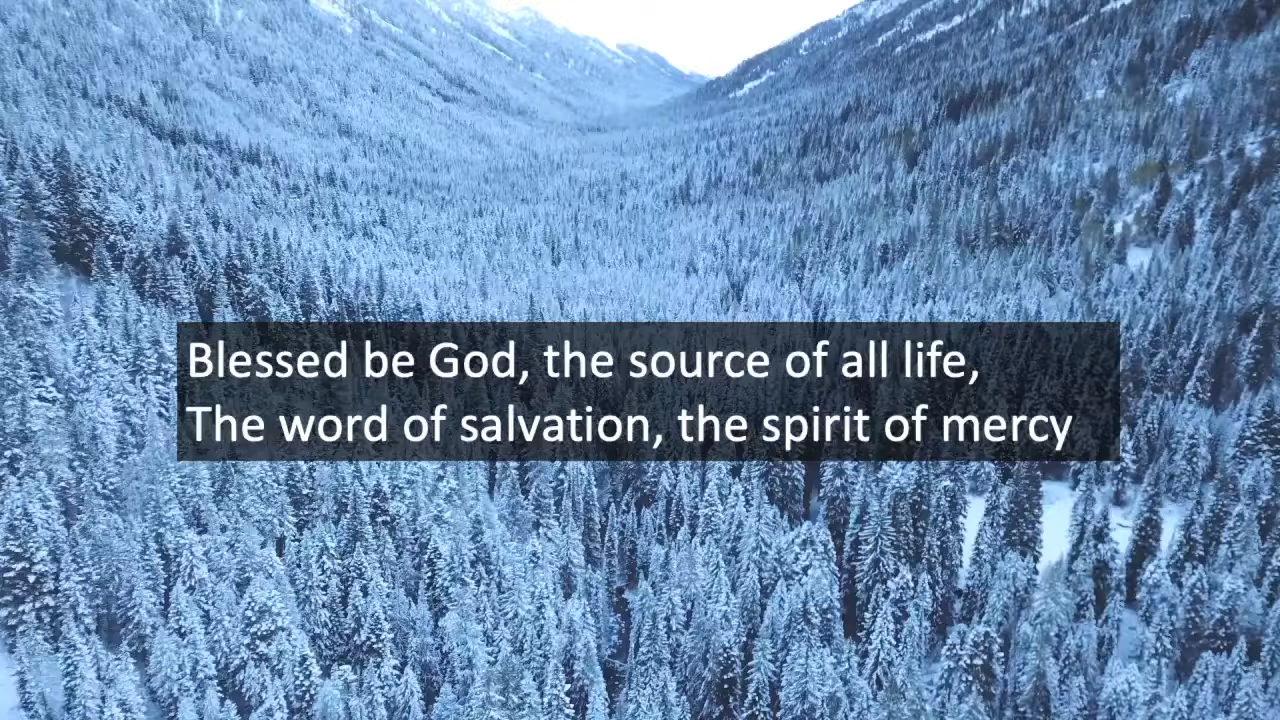 Blessed be God, the source of all life,
The word of salvation, the spirit of mercy